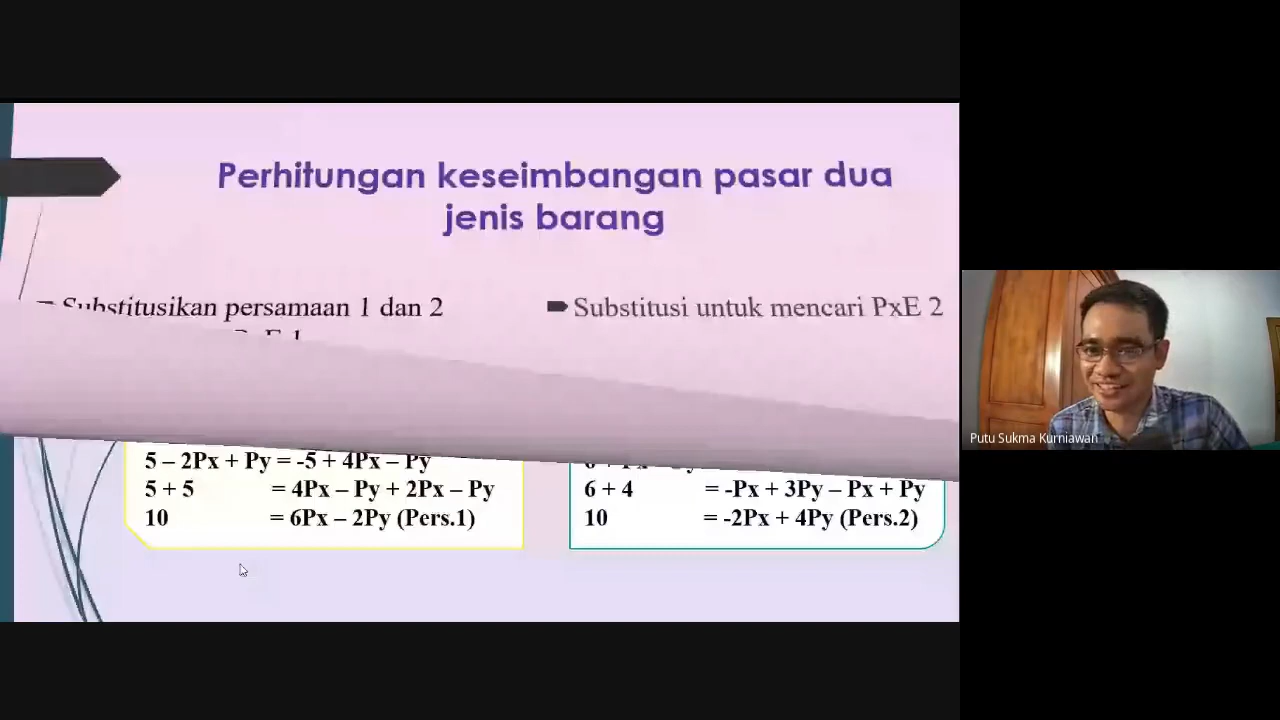 Perhitungan keseimbangan pasar dua
jenis barang
Substitusikan persamaan 1 dan 2
Substitusi untuk mencari PxE 2
5 – 2Px + Py = -5 + 4Px – Py
5 + 5 = 4Px – Py + 2Px – Py
10 = 6Px – 2Py (Pers.1)
6 + 4 = -Px + 3Py – Px + Py
10 = -2Px + 4Py (Pers.2)
Putu Sukma Kurniawan